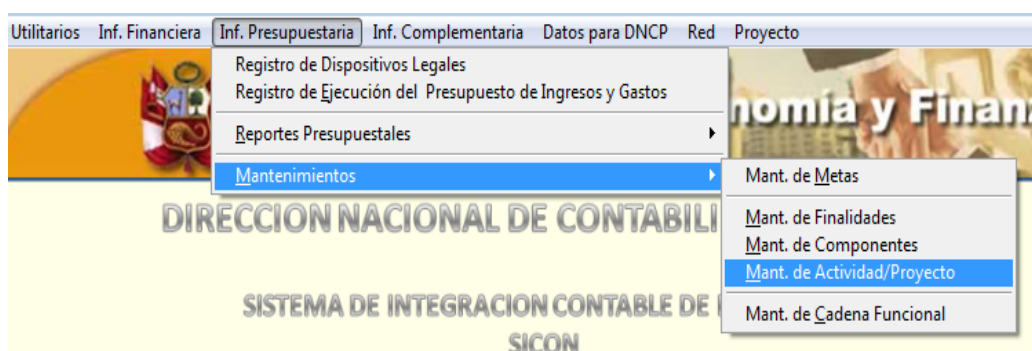 Utilitarios Inf. Financiera Inf. Presupuestaria Inf. Complementaria Datos para DNCP Red Proyecto
Registro de Dispositivos Legales
Registro de Ejecución del Presupuesto de Ingresos y Gastos
Reportes Presupuestales
Mantenimientos
Mant. de Metas
Mant. de Finalidades
Mant. de Componentes
Mant. de Actividad/Proyecto
Mant. de Cadena Funcional
nomia y Finan
DIRECCION NACIONAL DE CONTABILI
SISTEMA DE INTEGRACION CONTABLE DE
SICON